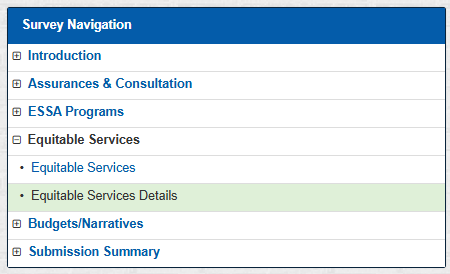 Survey Navigation
Introduction
Assurances & Consultation
ESSA Programs
Equitable Services
• Equitable Services
• Equitable Services Details
Budgets/Narratives
Submission Summary